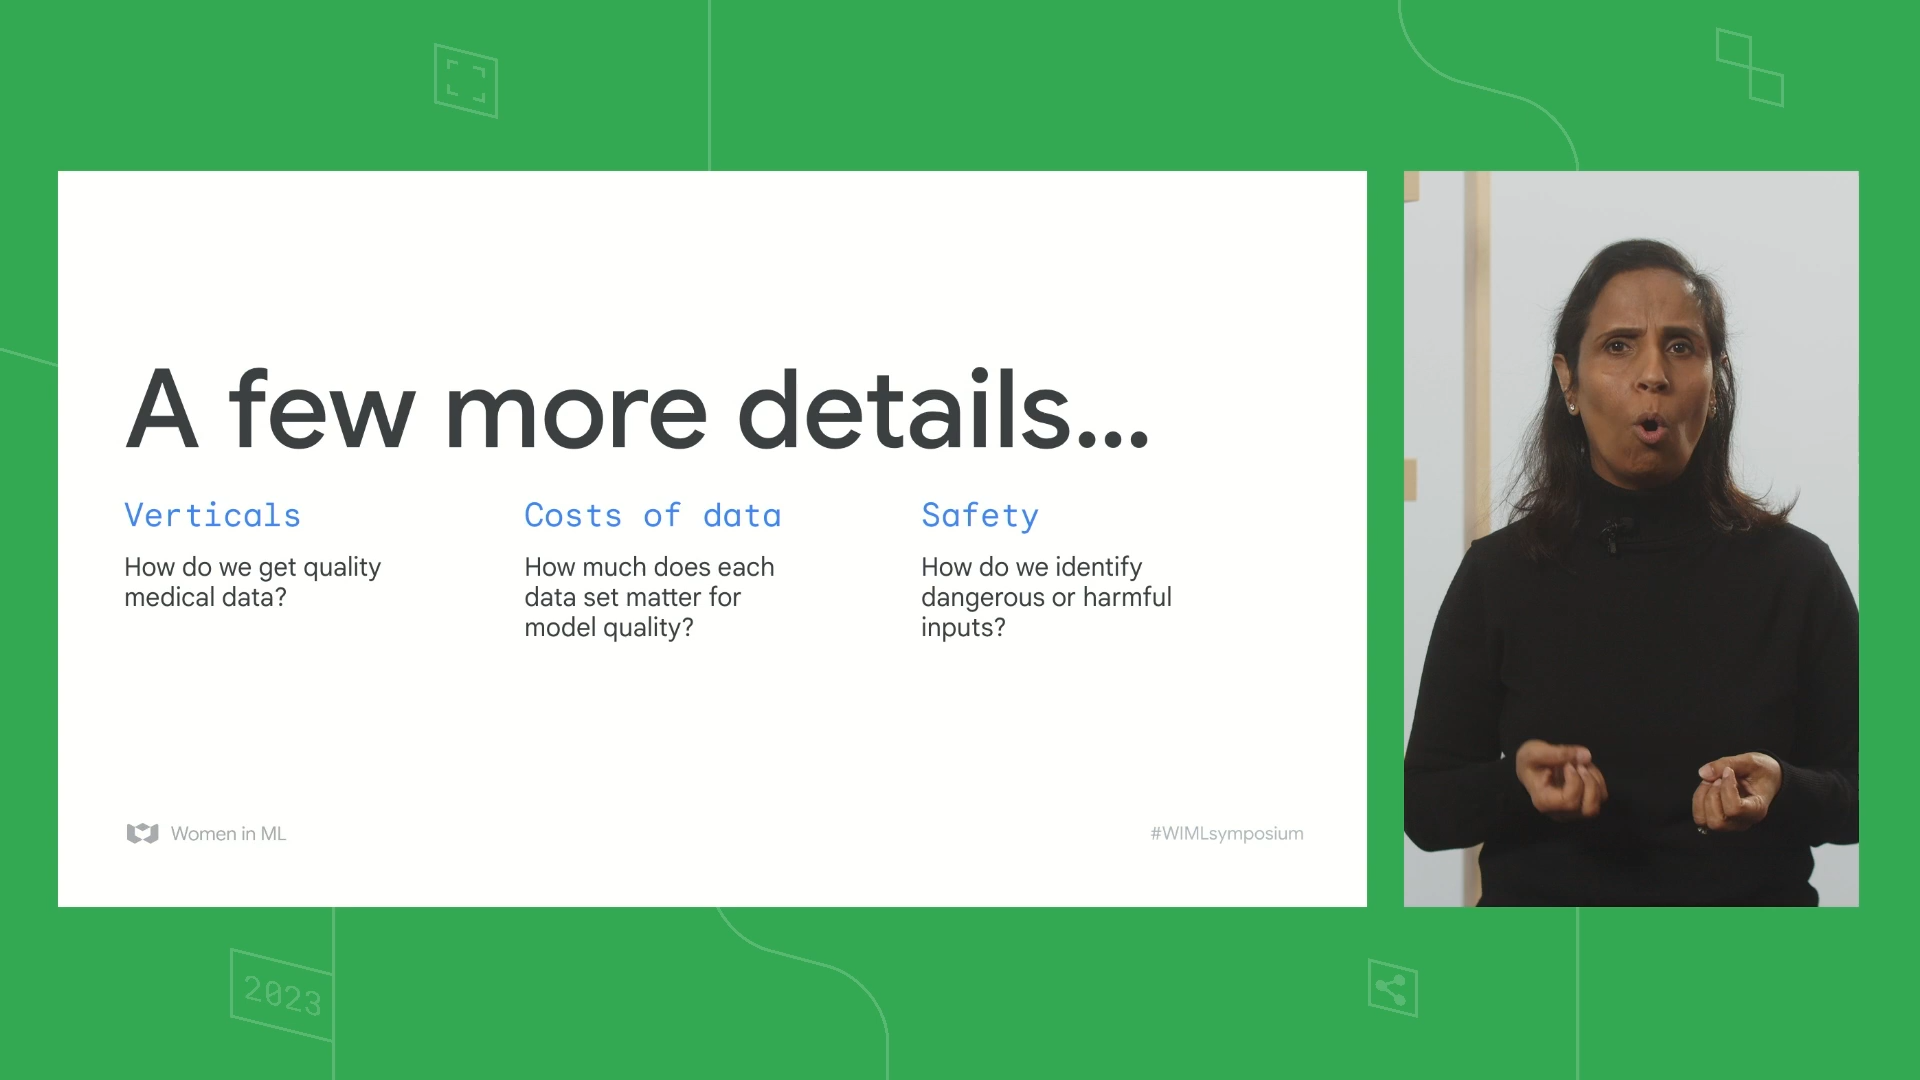 A few more details...
Verticals
How do we get quality
medical data?
Costs of data
How much does each
data set matter for
model quality?
Safety
How do we identify
dangerous or harmful
inputs?
Women in ML
#WIMLsymposium
2023